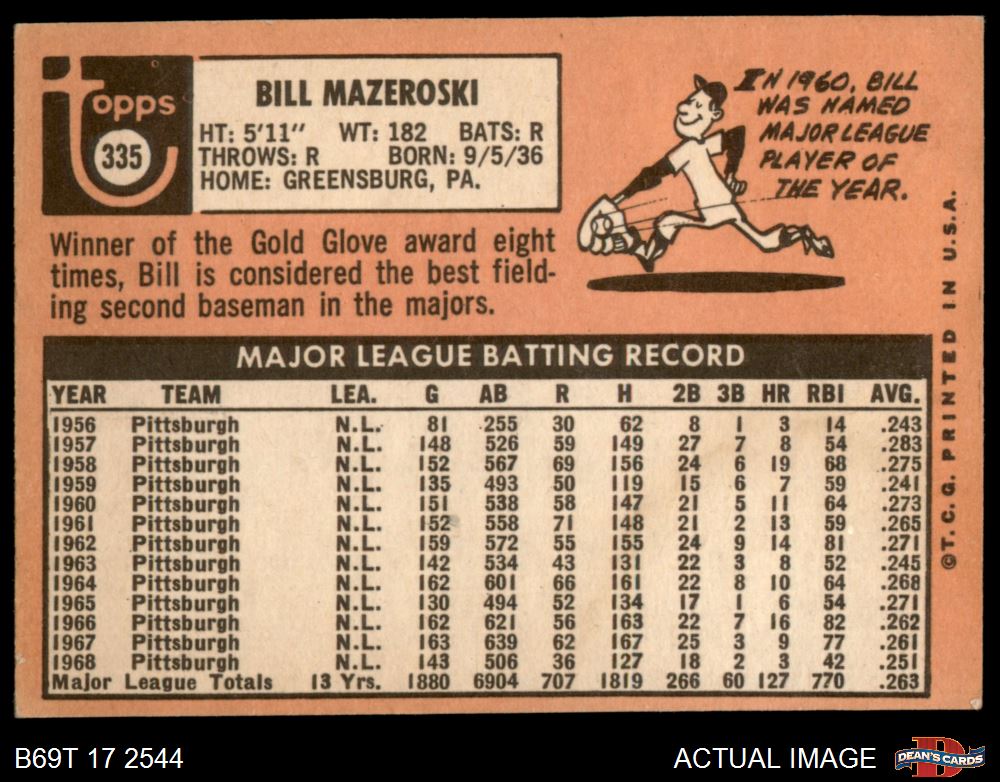 Topps
335
BILL MAZEROSKI
HT: 5'11" WT: 182 BATS: R
THROWS: R BORN: 9/5/36
HOME: GREENSBURG, PA.
IN 1960, BILL
WAS NAMED
MAJOR LEAGUE
PLAYER OF
THE YEAR.
Winner of the Gold Glove award eight
times, Bill is considered the best field-
ing second baseman in the majors.
MAJOR LEAGUE BATTING RECORD
YEAR TEAM LEA. G AB R H 2B 3B HR RBI AVG.
1956 Pittsburgh N.L. 81 255 30 62 8 1 3 14 .243
1957 Pittsburgh N.L. 148 526 59 149 27 7 8 54 .283
1958 Pittsburgh N.L. 152 567 69 156 24 6 19 68 .275
1959 Pittsburgh N.L. 135 493 50 119 15 6 7 59 .241
1960 Pittsburgh N.L. 151 538 58 147 21 5 11 64 .273
1961 Pittsburgh N.L. 152 558 71 148 21 2 13 59 .265
1962 Pittsburgh N.L. 159 572 55 155 24 9 14 81 .271
1963 Pittsburgh N.L. 142 534 43 131 22 3 8 52 .245
1964 Pittsburgh N.L. 162 601 66 161 22 8 10 64 .268
1965 Pittsburgh N.L. 130 494 52 134 17 1 6 54 .271
1966 Pittsburgh N.L. 162 621 56 163 22 7 16 82 .262
1967 Pittsburgh N.L. 163 639 62 167 25 3 9 77 .261
1968 Pittsburgh N.L. 143 506 36 127 18 2 3 42 .251
Major League Totals 13 Yrs. 1880 6904 707 1819 266 60 127 770 .263
©T.C.G. PRINTED IN U.S.A.
B69T 17 2544
ACTUAL IMAGE
D
DEAN'S CARDS